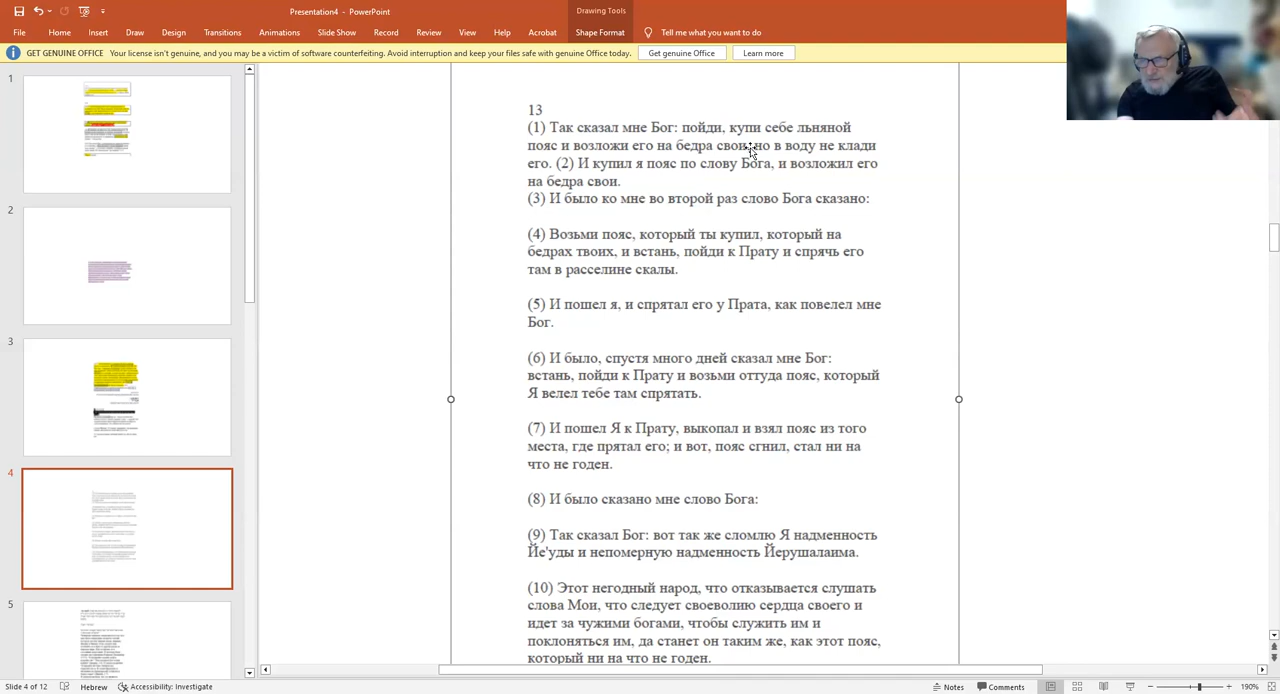 Presentation4 - PowerPoint
Drawing Tools
File Home Insert Draw Design Transitions Animations Slide Show Record Review View Help Acrobat Shape Format Tell me what you want to do
GET GENUINE OFFICE Your license isn't genuine, and you may be a victim of software counterfeiting. Avoid interruption and keep your files safe with genuine Office today. Get genuine Office Learn more
1
2
3
4
5
13
(1) Так сказал мне Бог: пойди, купи себе льняной
пояс и возложи его на бедра свои, но в воду не клади
его. (2) И купил я пояс по слову Бога, и возложил его
на бедра свои.
(3) И было ко мне во второй раз слово Бога сказано:
(4) Возьми пояс, который ты купил, который на
бедрах твоих, и встань, пойди к Прату и спрячь его
там в расселине скалы.
(5) И пошел я, и спрятал его у Прата, как повелел мне
Бог.
(6) И было, спустя много дней сказал мне Бог:
встань, пойди к Прату и возьми оттуда пояс, который
Я велел тебе там спрятать.
(7) И пошел Я к Прату, выкопал и взял пояс из того
места, где прятал его; и вот, пояс сгнил, стал ни на
что не годен.
(8) И было сказано мне слово Бога:
(9) Так сказал Бог: вот так же сломлю Я надменность
Йеуды и непомерную надменность Йерушалаима.
(10) Этот негодный народ, что отказывается слушать
слова Мои, что следует своеволию сердца своего и
идет за чужими богами, чтобы служить им и
поклоняться им, да станет он таким же, как этот пояс,
который ни на что не годен.
Slide 4 of 12 Hebrew Accessibility: Investigate Notes Comments 190%